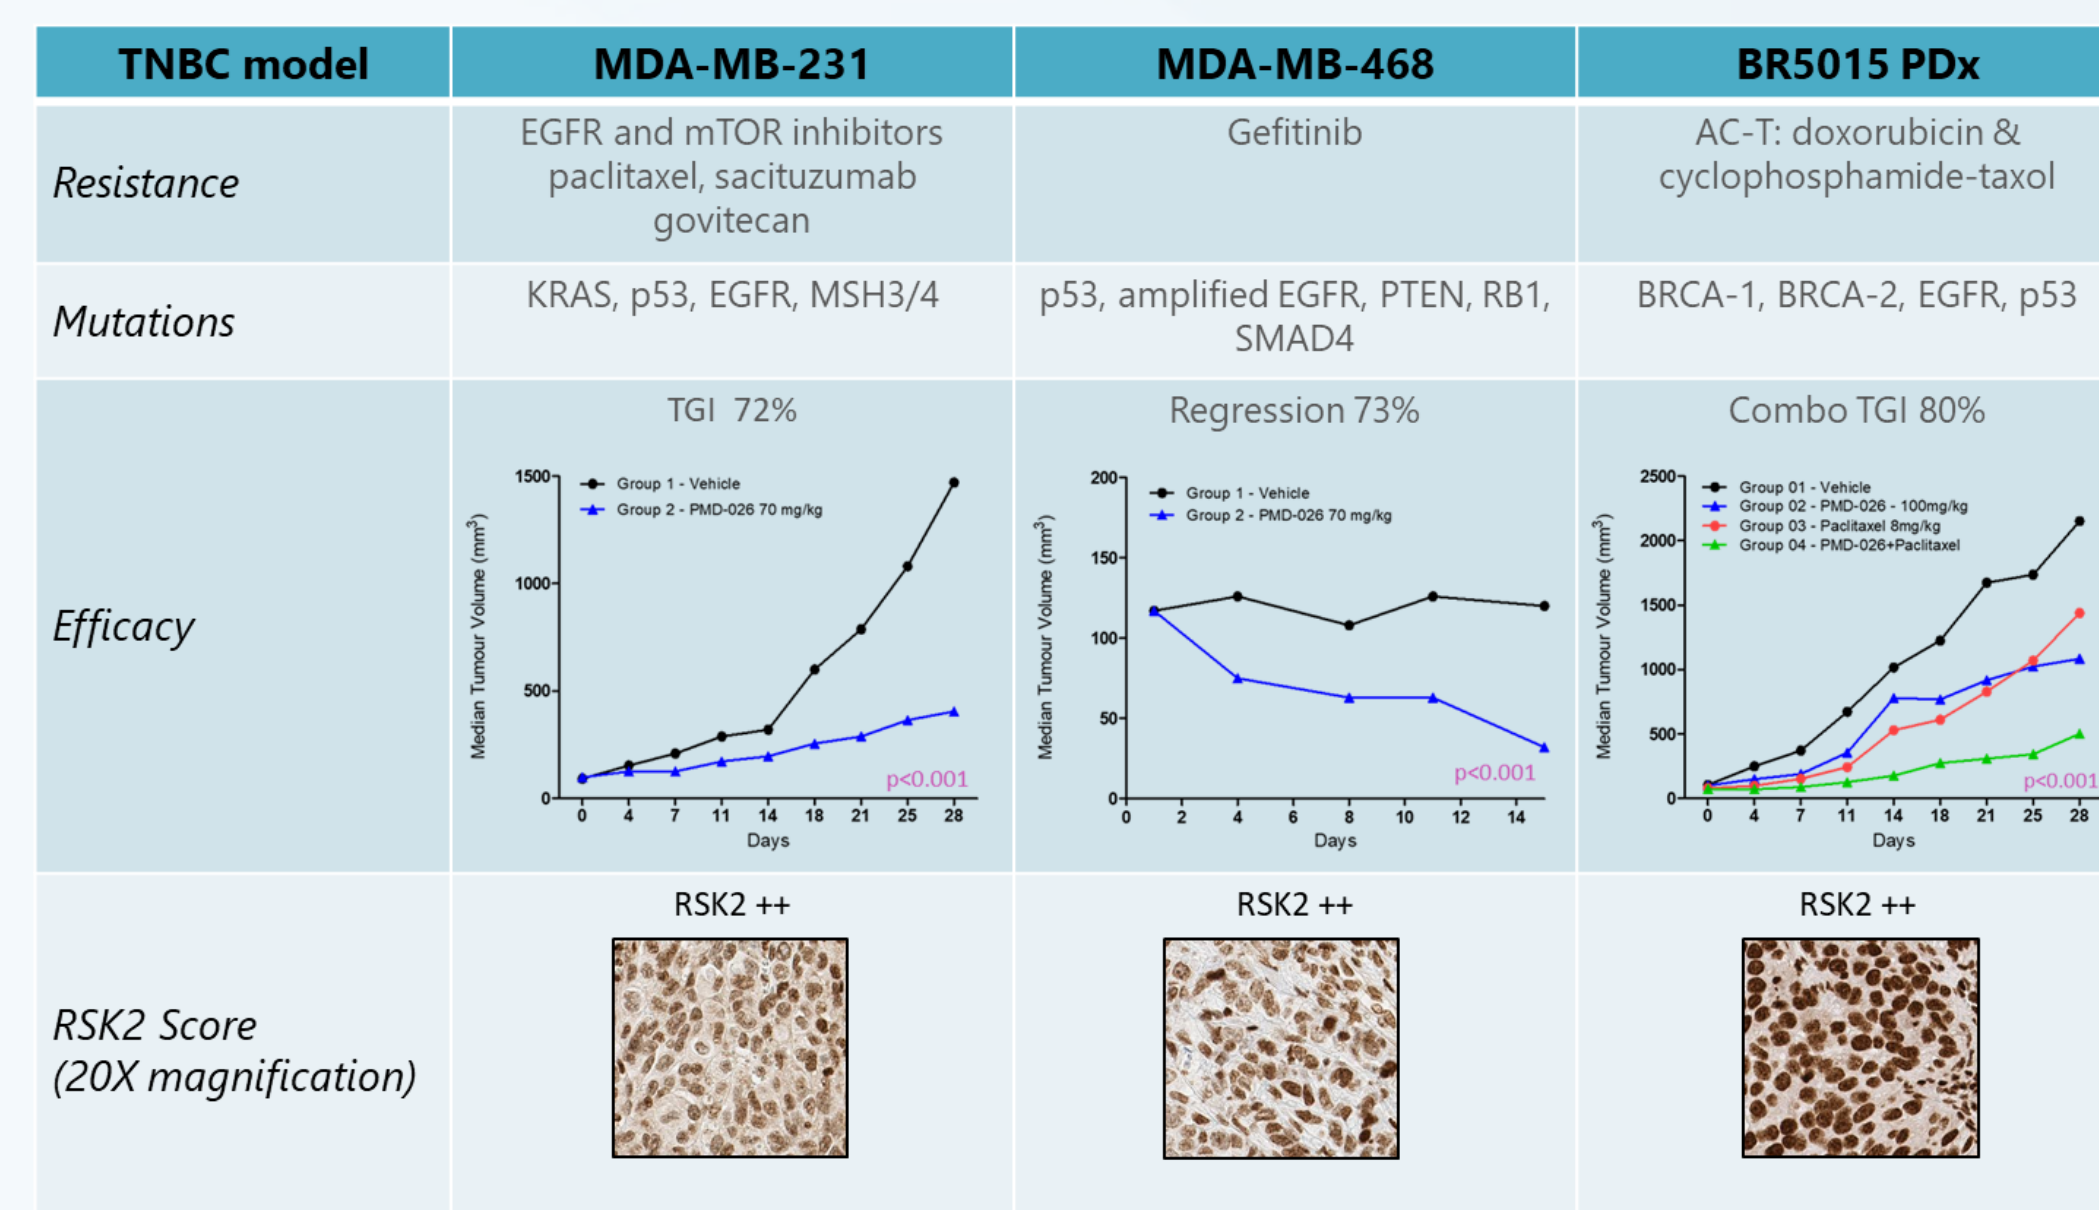 TNBC model
MDA-MB-231
MDA-MB-468
BR5015 PDx
Resistance
EGFR and mTOR inhibitors
paclitaxel, sacituzumab
govitecan
Gefitinib
AC-T: doxorubicin &
cyclophosphamide-taxol
Mutations
KRAS, p53, EGFR, MSH3/4
p53, amplified EGFR, PTEN, RB1,
SMAD4
BRCA-1, BRCA-2, EGFR, p53
Efficacy
TGI 72%
Median Tumour Volume (mm³)
1500
1000
500
0
Group 1 - Vehicle
Group 2 - PMD-026 70 mg/kg
p<0.001
0 4 7 11 14 18 21 25 28
Days
Regression 73%
Median Tumour Volume (mm³)
200
150
100
50
0
Group 1 - Vehicle
Group 2 - PMD-026 70 mg/kg
p<0.001
0 2 4 6 8 10 12 14
Days
Combo TGI 80%
Median Tumour Volume (mm³)
2500
2000
1500
1000
500
0
Group 01 - Vehicle
Group 02 - PMD-026 - 100mg/kg
Group 03 - Paclitaxel 8mg/kg
Group 04 - PMD-026+Paclitaxel
p<0.001
0 4 7 11 14 18 21 25 28
Days
RSK2 Score
(20X magnification)
RSK2 ++
RSK2 ++
RSK2 ++